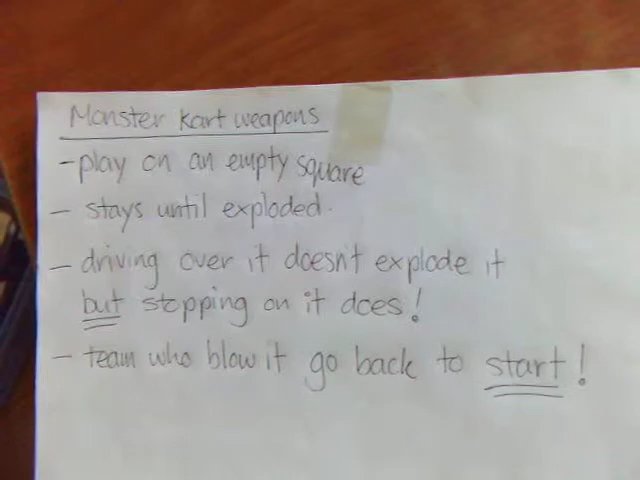 Monster kart weapons
- play on an empty square
- stays until exploded.
- driving over it doesn't explode it
but stopping on it does!
- team who blow it go back to start!